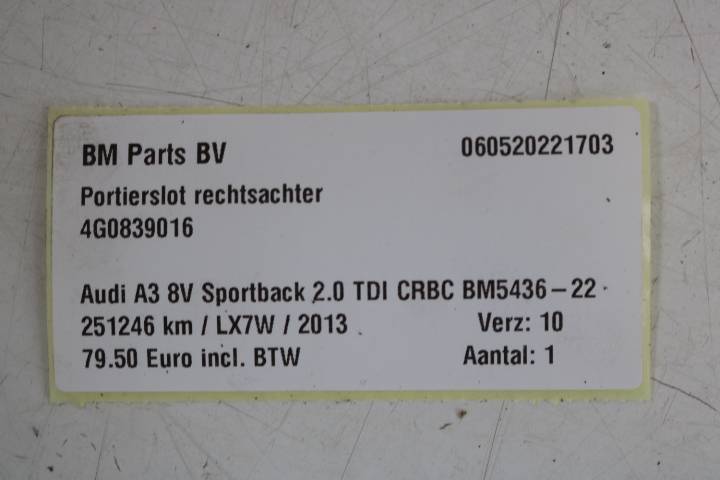 BM Parts BV 060520221703
Portierslot rechtsachter
4G0839016
Audi A3 8V Sportback 2.0 TDI CRBC BM5436-22
251246 km / LX7W / 2013 Verz: 10
79.50 Euro incl. BTW Aantal: 1